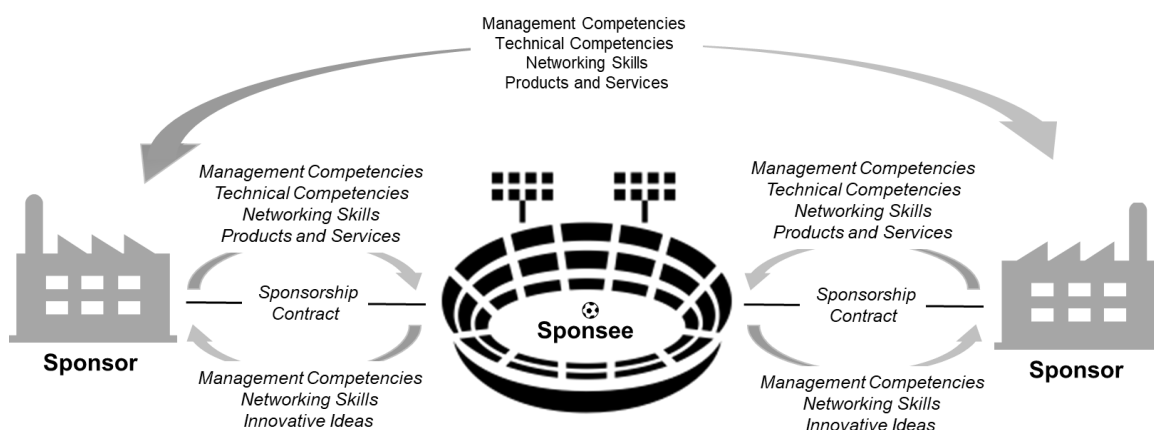 Management Competencies
Technical Competencies
Networking Skills
Products and Services
Management Competencies
Technical Competencies
Networking Skills
Products and Services
Management Competencies
Technical Competencies
Networking Skills
Products and Services
Sponsorship
Contract
Sponsee
Sponsorship
Contract
Sponsor
Sponsor
Management Competencies
Networking Skills
Innovative Ideas
Management Competencies
Networking Skills
Innovative Ideas